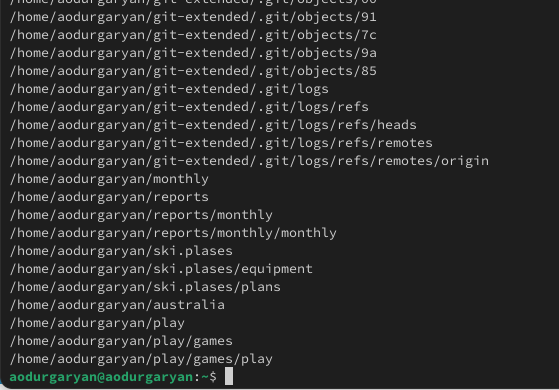 /home/aodurgaryan/git-extended/.git/objects/60
/home/aodurgaryan/git-extended/.git/objects/91
/home/aodurgaryan/git-extended/.git/objects/7c
/home/aodurgaryan/git-extended/.git/objects/9a
/home/aodurgaryan/git-extended/.git/objects/85
/home/aodurgaryan/git-extended/.git/logs
/home/aodurgaryan/git-extended/.git/logs/refs
/home/aodurgaryan/git-extended/.git/logs/refs/heads
/home/aodurgaryan/git-extended/.git/logs/refs/remotes
/home/aodurgaryan/git-extended/.git/logs/refs/remotes/origin
/home/aodurgaryan/monthly
/home/aodurgaryan/reports
/home/aodurgaryan/reports/monthly
/home/aodurgaryan/reports/monthly/monthly
/home/aodurgaryan/ski.plases
/home/aodurgaryan/ski.plases/equipment
/home/aodurgaryan/ski.plases/plans
/home/aodurgaryan/australia
/home/aodurgaryan/play
/home/aodurgaryan/play/games
/home/aodurgaryan/play/games/play
aodurgaryan@aodurgaryan:~$